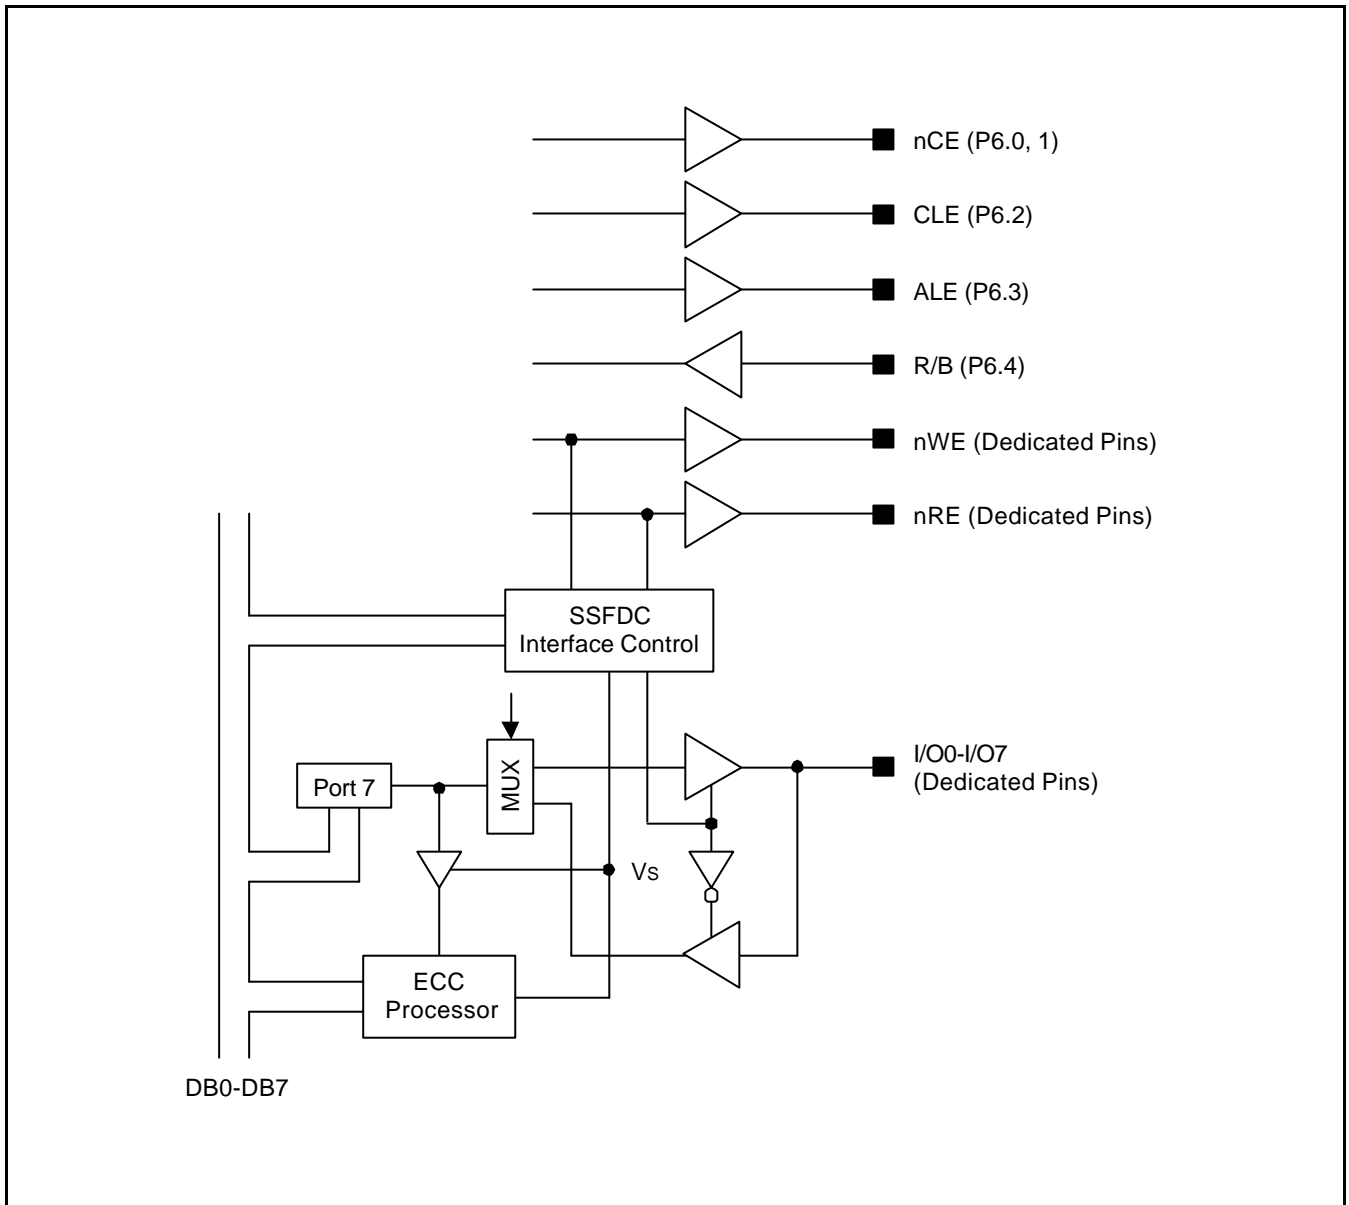 nCE (P6.0, 1)
CLE (P6.2)
ALE (P6.3)
R/B (P6.4)
nWE (Dedicated Pins)
nRE (Dedicated Pins)
SSFDC
Interface Control
I/O0-I/O7
(Dedicated Pins)
Port 7
MUX
Vs
ECC
Processor
DB0-DB7